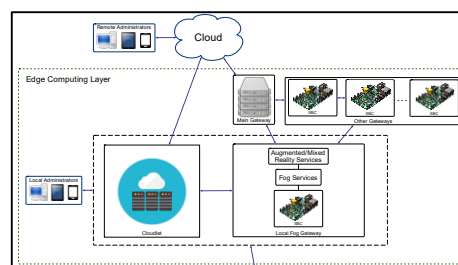 Remote Administrators
Cloud
Edge Computing Layer
Main Gateway
SBC
SBC
SBC
Other Gateways
Augmented/Mixed
Reality Services
Fog Services
SBC
Local Fog Gateway
Local Administrators
Cloudlet